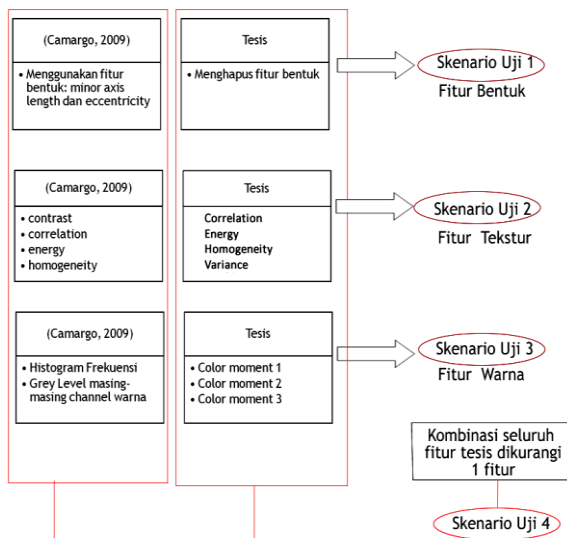 (Camargo, 2009)
• Menggunakan fitur
bentuk: minor axis
length dan eccentricity
Tesis
• Menghapus fitur bentuk
Skenario Uji 1
Fitur Bentuk
(Camargo, 2009)
• contrast
• correlation
• energy
• homogeneity
Tesis
Correlation
Energy
Homogeneity
Variance
Skenario Uji 2
Fitur Tekstur
(Camargo, 2009)
• Histogram Frekuensi
• Grey Level masing-
masing channel warna
Tesis
• Color moment 1
• Color moment 2
• Color moment 3
Skenario Uji 3
Fitur Warna
Kombinasi seluruh
fitur tesis dikurangi
1 fitur
Skenario Uji 4